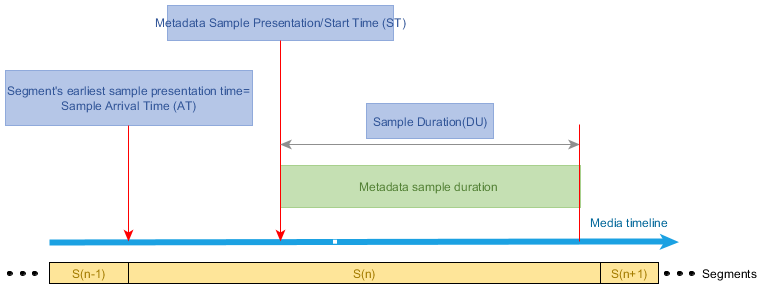 Metadata Sample Presentation/Start Time (ST)
Segment's earliest sample presentation time=
Sample Arrival Time (AT)
Sample Duration(DU)
Metadata sample duration
Media timeline
S(n-1)
S(n)
S(n+1)
Segments